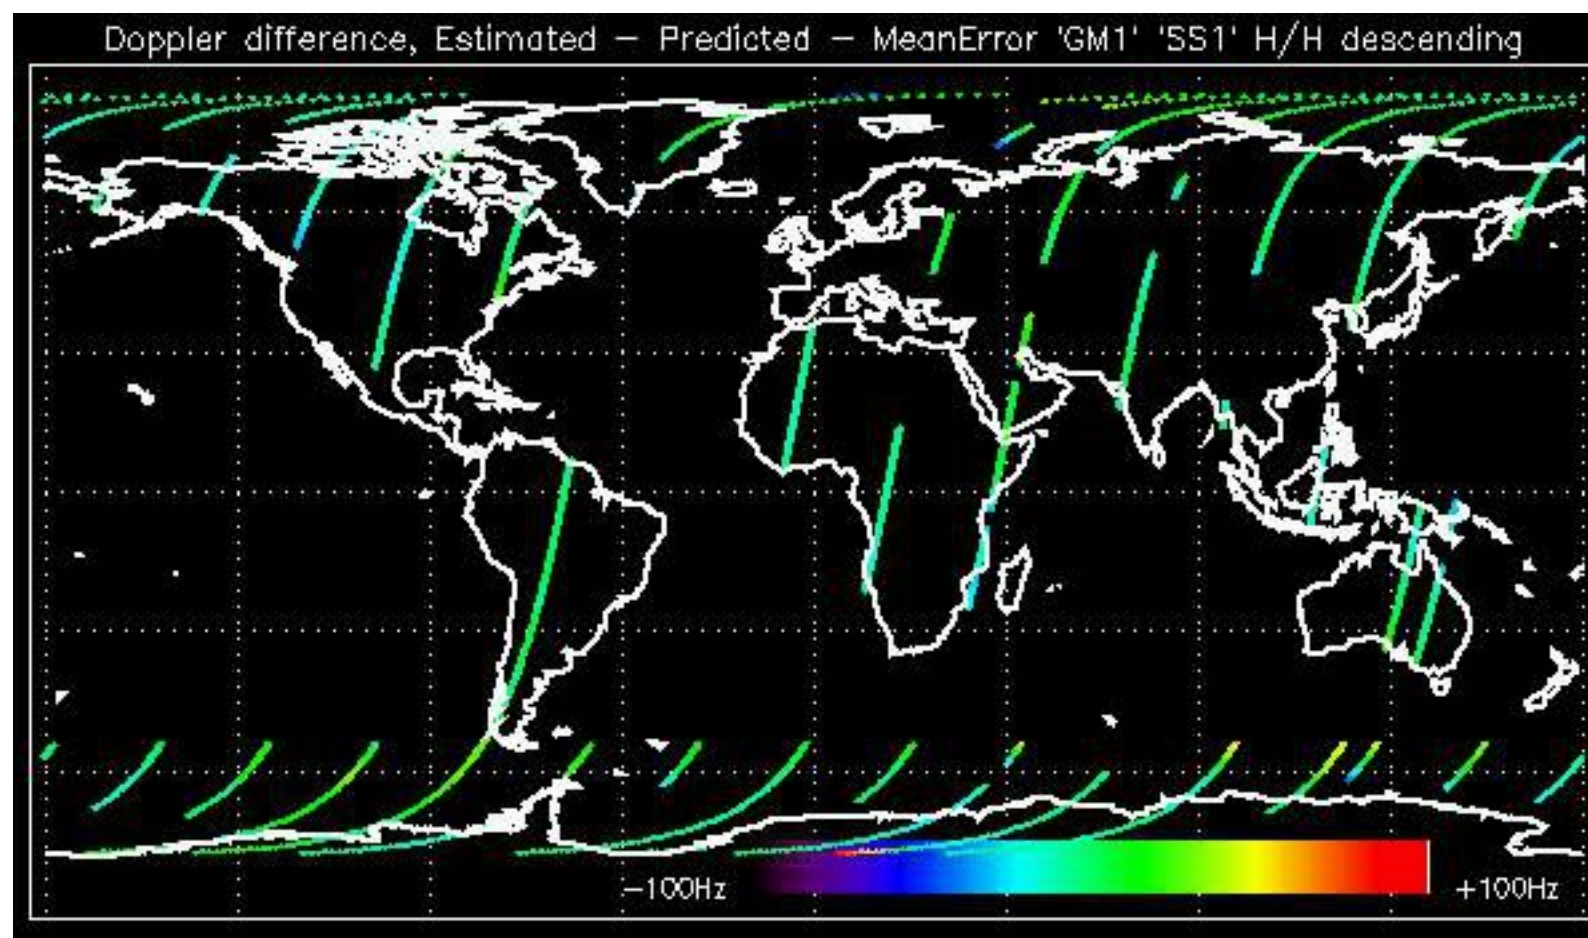 Doppler difference, Estimated – Predicted – MeanError 'GM1' 'SS1' H/H descending
–100Hz
+100Hz